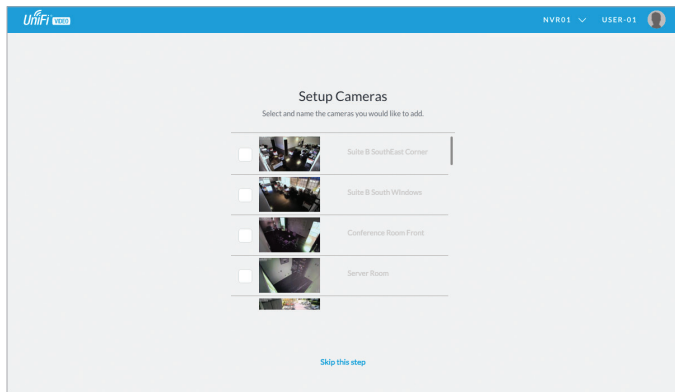 UniFi VIDEO
NVR01 USER-01
Setup Cameras
Select and name the cameras you would like to add.
Suite B SouthEast Corner
Suite B South Windows
Conference Room Front
Server Room
Skip this step